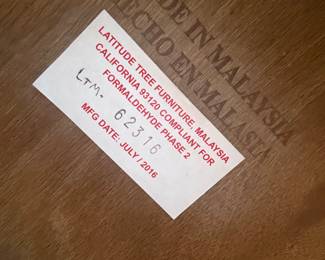 MADE IN MALAYSIA
HECHO EN MALASIA
LATITUDE TREE FURNITURE, MALAYSIA
CALIFORNIA 93120 COMPLIANT FOR
FORMALDEHYDE PHASE 2
LTM- 62316
MFG DATE: JULY / 2016